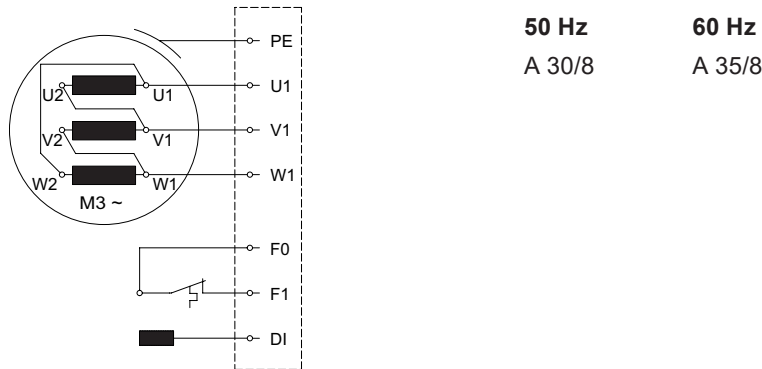 50 Hz 60 Hz
A 30/8 A 35/8
PE
U2 U1 U1
V2 V1 V1
W2 W1 W1
M3 ~
F0
F1
DI